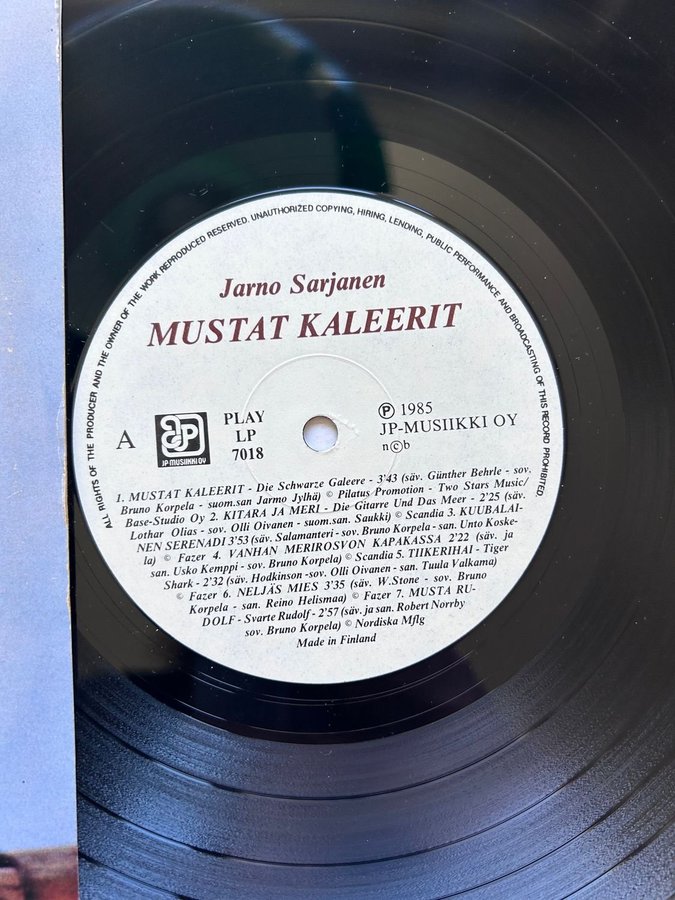 ALL RIGHTS OF THE PRODUCER AND THE OWNER OF THE WORK REPRODUCED RESERVED. UNAUTHORIZED COPYING, HIRING, LENDING, PUBLIC PERFORMANCE AND BROADCASTING OF THIS RECORD PROHIBITED
Jarno Sarjanen
MUSTAT KALEERIT
A
JP-MUSIIKKI OY
PLAY
LP
7018
Ⓟ 1985
JP-MUSIIKKI OY
n©b
1. MUSTAT KALEERIT - Die Schwarze Galeere - 3'43 (säv. Günther Behrle - sov.
Bruno Korpela - suom.san Jarmo Jylhä) © Pilatus Promotion - Two Stars Music/
Base-Studio Oy 2. KITARA JA MERI - Die Gitarre Und Das Meer - 2'25 (säv.
Lothar Olias - sov. Olli Oivanen - suom.san. Saukki) © Scandia 3. KUUBALAI-
NEN SERENADI 3'53 (säv. Salamanteri - sov. Bruno Korpela - san. Unto Koske-
la) © Fazer 4. VANHAN MERIROSVON KAPAKASSA 2'22 (säv. ja
san. Usko Kemppi - sov. Bruno Korpela) © Scandia 5. TIIKERIHAI - Tiger
Shark - 2'32 (säv. Hodkinson -sov. Olli Oivanen - san. Tuula Valkama)
© Fazer 6. NELJÄS MIES 3'35 (säv. W.Stone - sov. Bruno
Korpela - san. Reino Helismaa) © Fazer 7. MUSTA RU-
DOLF - Svarte Rudolf - 2'57 (säv. ja san. Robert Norrby
sov. Bruno Korpela) © Nordiska Mflg
Made in Finland